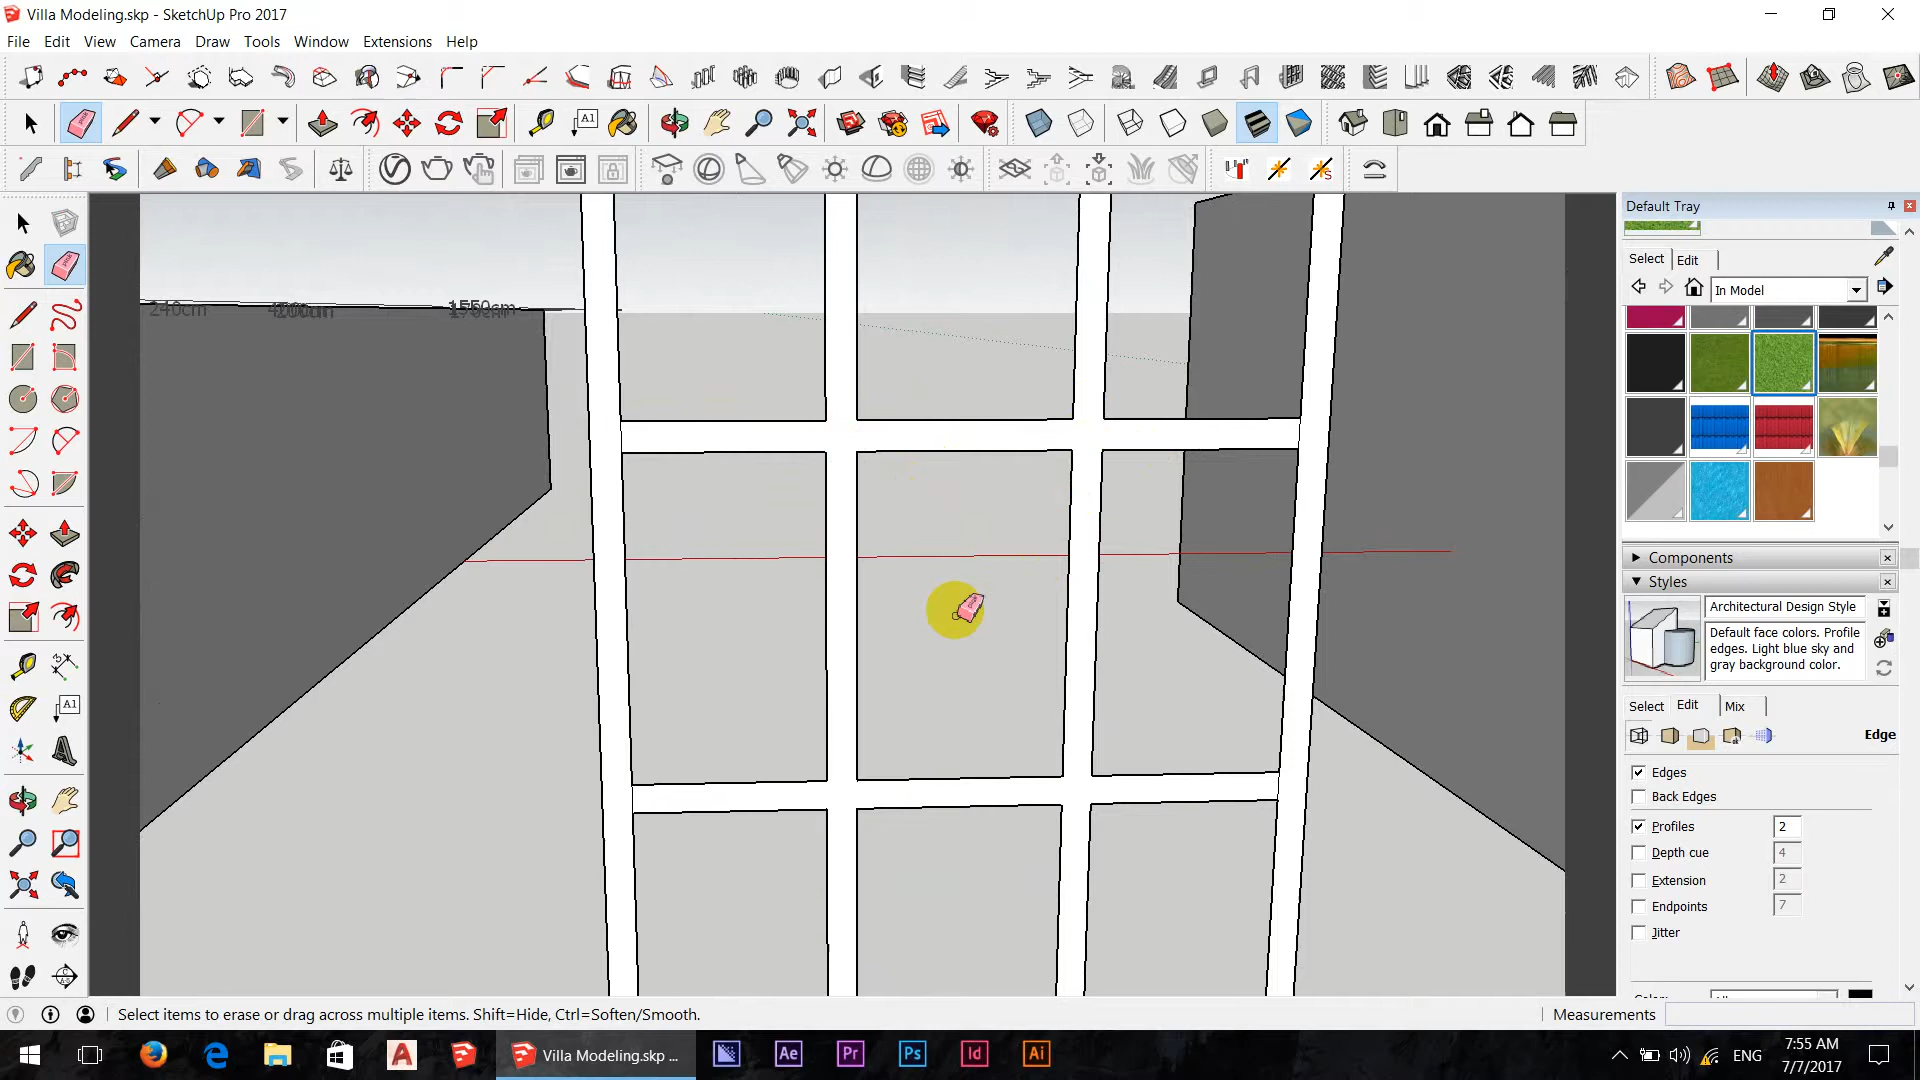 Villa Modeling.skp - SketchUp Pro 2017
File Edit View Camera Draw Tools Window Extensions Help
A1
Default Tray
Select Edit
In Model
240cm
1550cm
Components
Styles
Architectural Design Style
Default face colors. Profile
edges. Light blue sky and
gray background color.
A1
Select Edit Mix
Edge
Edges
Back Edges
Profiles 2
Depth cue 4
Extension 2
Endpoints 7
Jitter
Select items to erase or drag across multiple items. Shift=Hide, Ctrl=Soften/Smooth.
Measurements
Villa Modeling.skp ...
Ae
Pr
Ps
Id
Ai
ENG
7:55 AM
7/7/2017